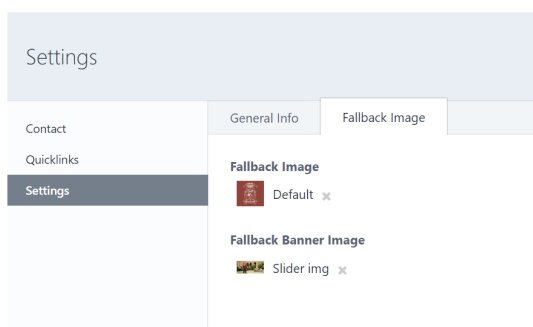 Settings
Contact
Quicklinks
Settings
General Info
Fallback Image
Fallback Image
Default
Fallback Banner Image
Slider img